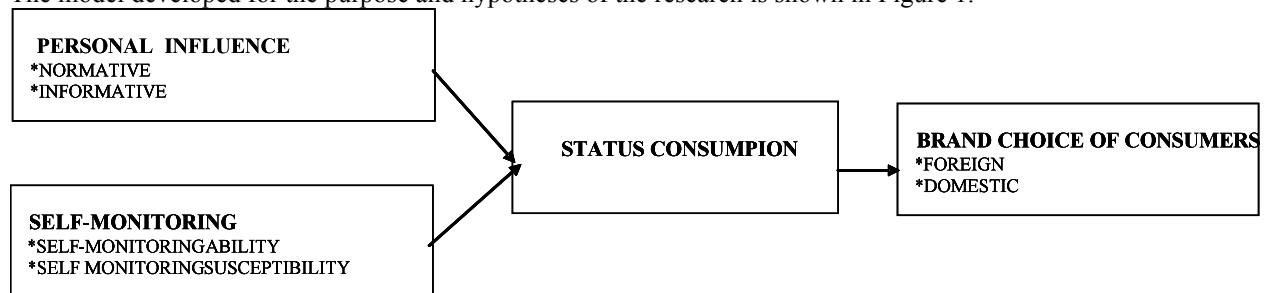 The model developed for the purpose and hypotheses of the research is shown in Figure 1.
PERSONAL INFLUENCE
*NORMATIVE
*INFORMATIVE
SELF-MONITORING
*SELF-MONITORINGABILITY
*SELF MONITORINGSUSCEPTIBILITY
STATUS CONSUMPION
BRAND CHOICE OF CONSUMERS
*FOREIGN
*DOMESTIC